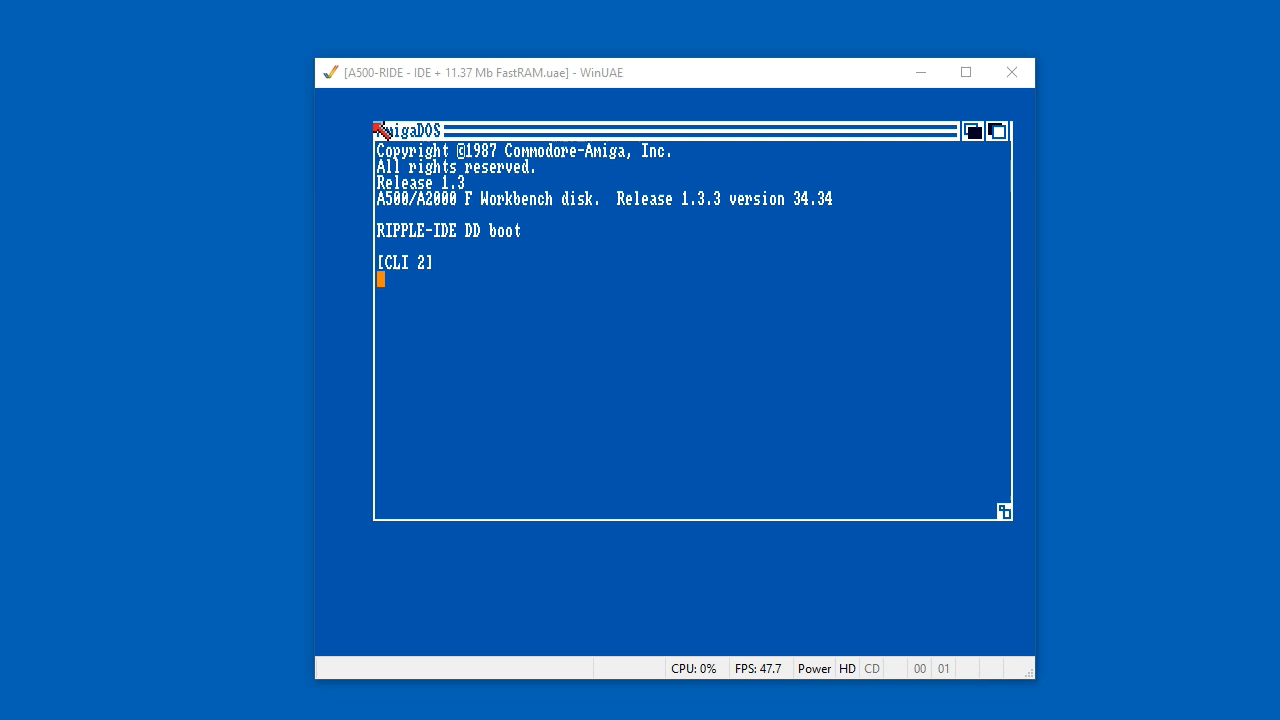 [A500-RIDE - IDE + 11.37 Mb FastRAM.uae] - WinUAE
AmigaDOS
Copyright ©1987 Commodore-Amiga, Inc.
All rights reserved.
Release 1.3
A500/A2000 F Workbench disk.  Release 1.3.3 version 34.34
RIPPLE-IDE DD boot
[CLI 2]
CPU: 0% FPS: 47.7 Power HD CD 00 01